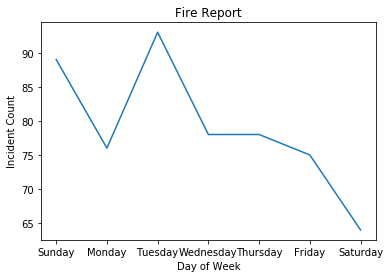 Fire Report
Incident Count
90
85
80
75
70
65
Sunday Monday Tuesday Wednesday Thursday Friday Saturday
Day of Week